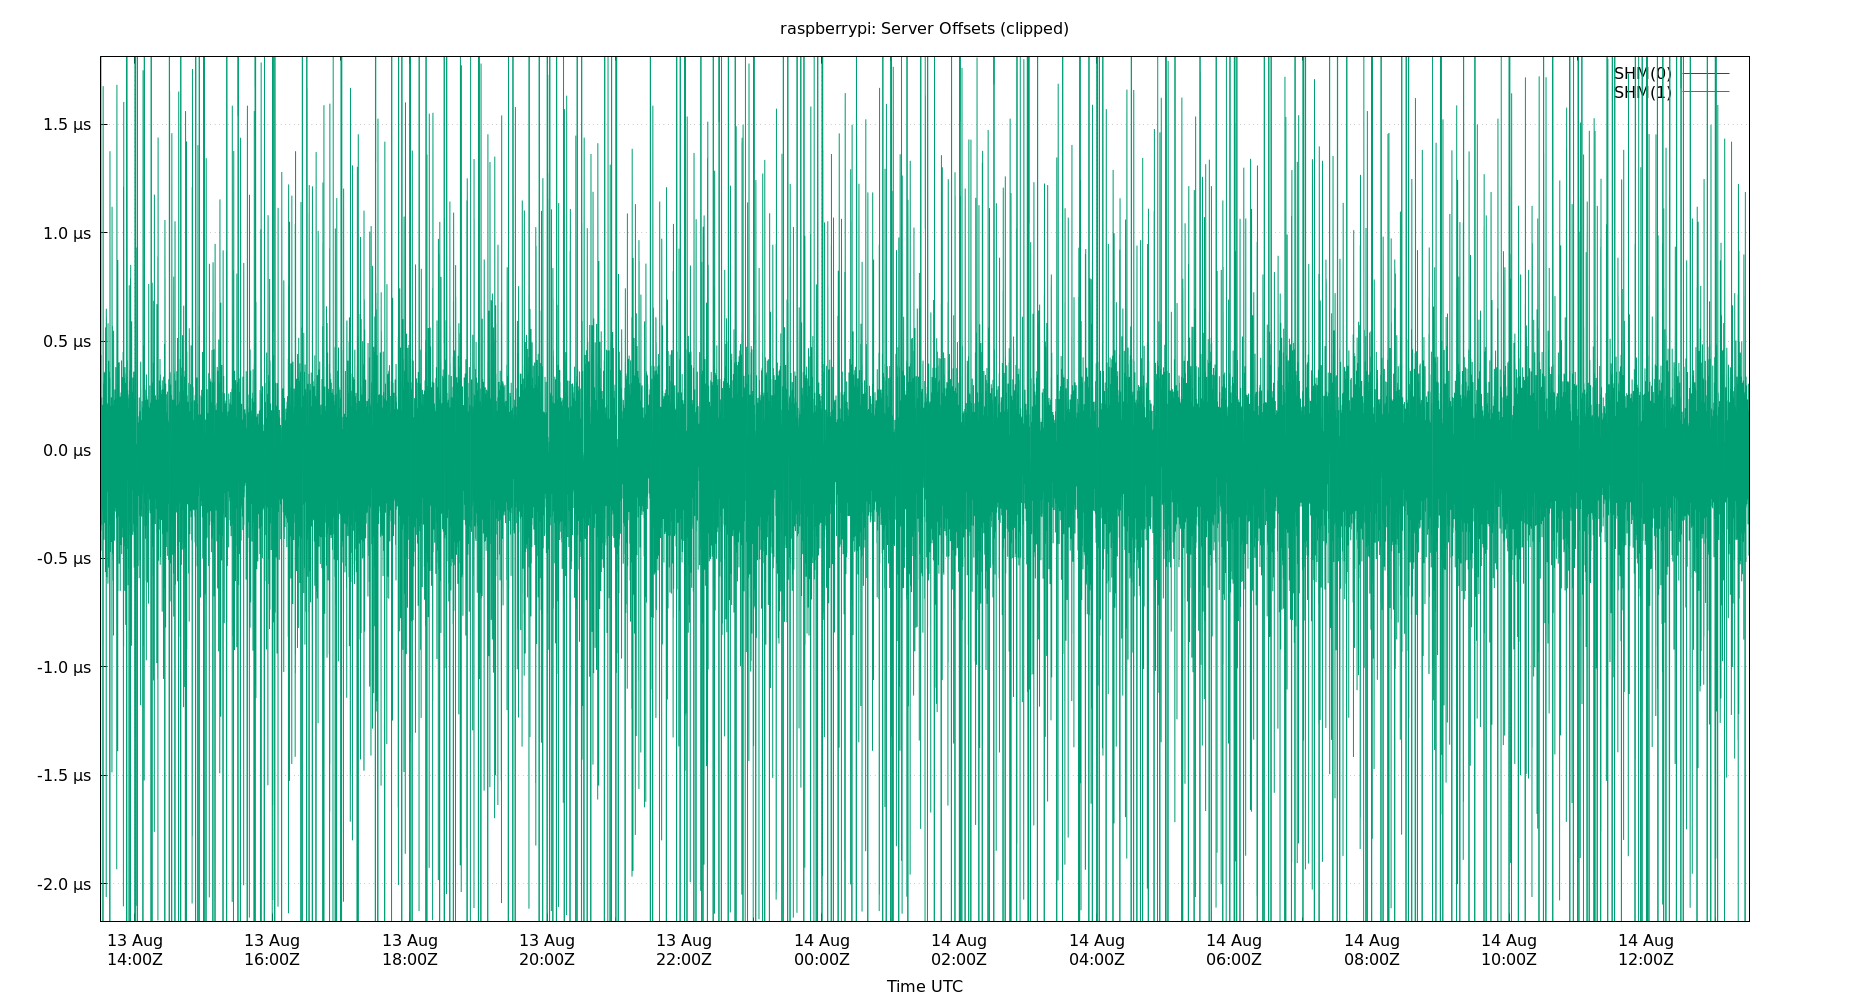 raspberrypi: Server Offsets (clipped)
SHM(0)
SHM(1)
1.5 µs
1.0 µs
0.5 µs
0.0 µs
-0.5 µs
-1.0 µs
-1.5 µs
-2.0 µs
13 Aug 13 Aug 13 Aug 13 Aug 13 Aug 14 Aug 14 Aug 14 Aug 14 Aug 14 Aug 14 Aug 14 Aug
14:00Z 16:00Z 18:00Z 20:00Z 22:00Z 00:00Z 02:00Z 04:00Z 06:00Z 08:00Z 10:00Z 12:00Z
Time UTC